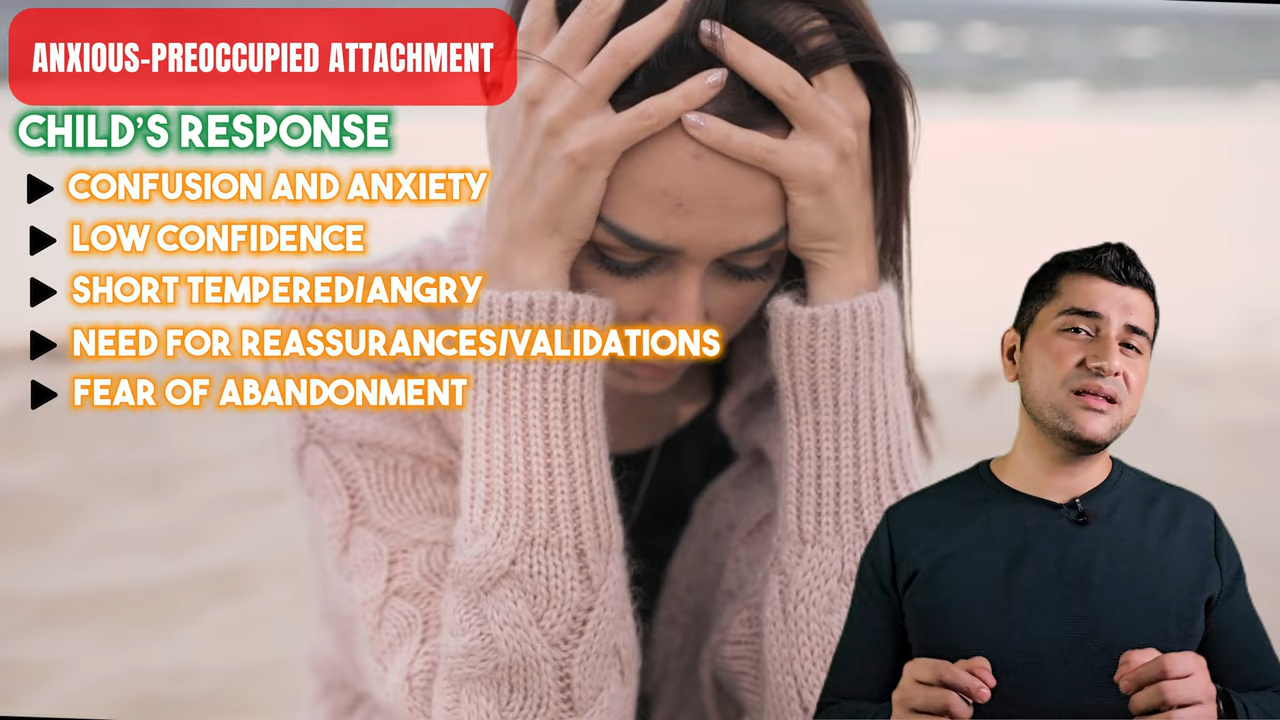 ANXIOUS-PREOCCUPIED ATTACHMENT
CHILD'S RESPONSE
CONFUSION AND ANXIETY
LOW CONFIDENCE
SHORT TEMPERED/ANGRY
NEED FOR REASSURANCES/VALIDATIONS
FEAR OF ABANDONMENT